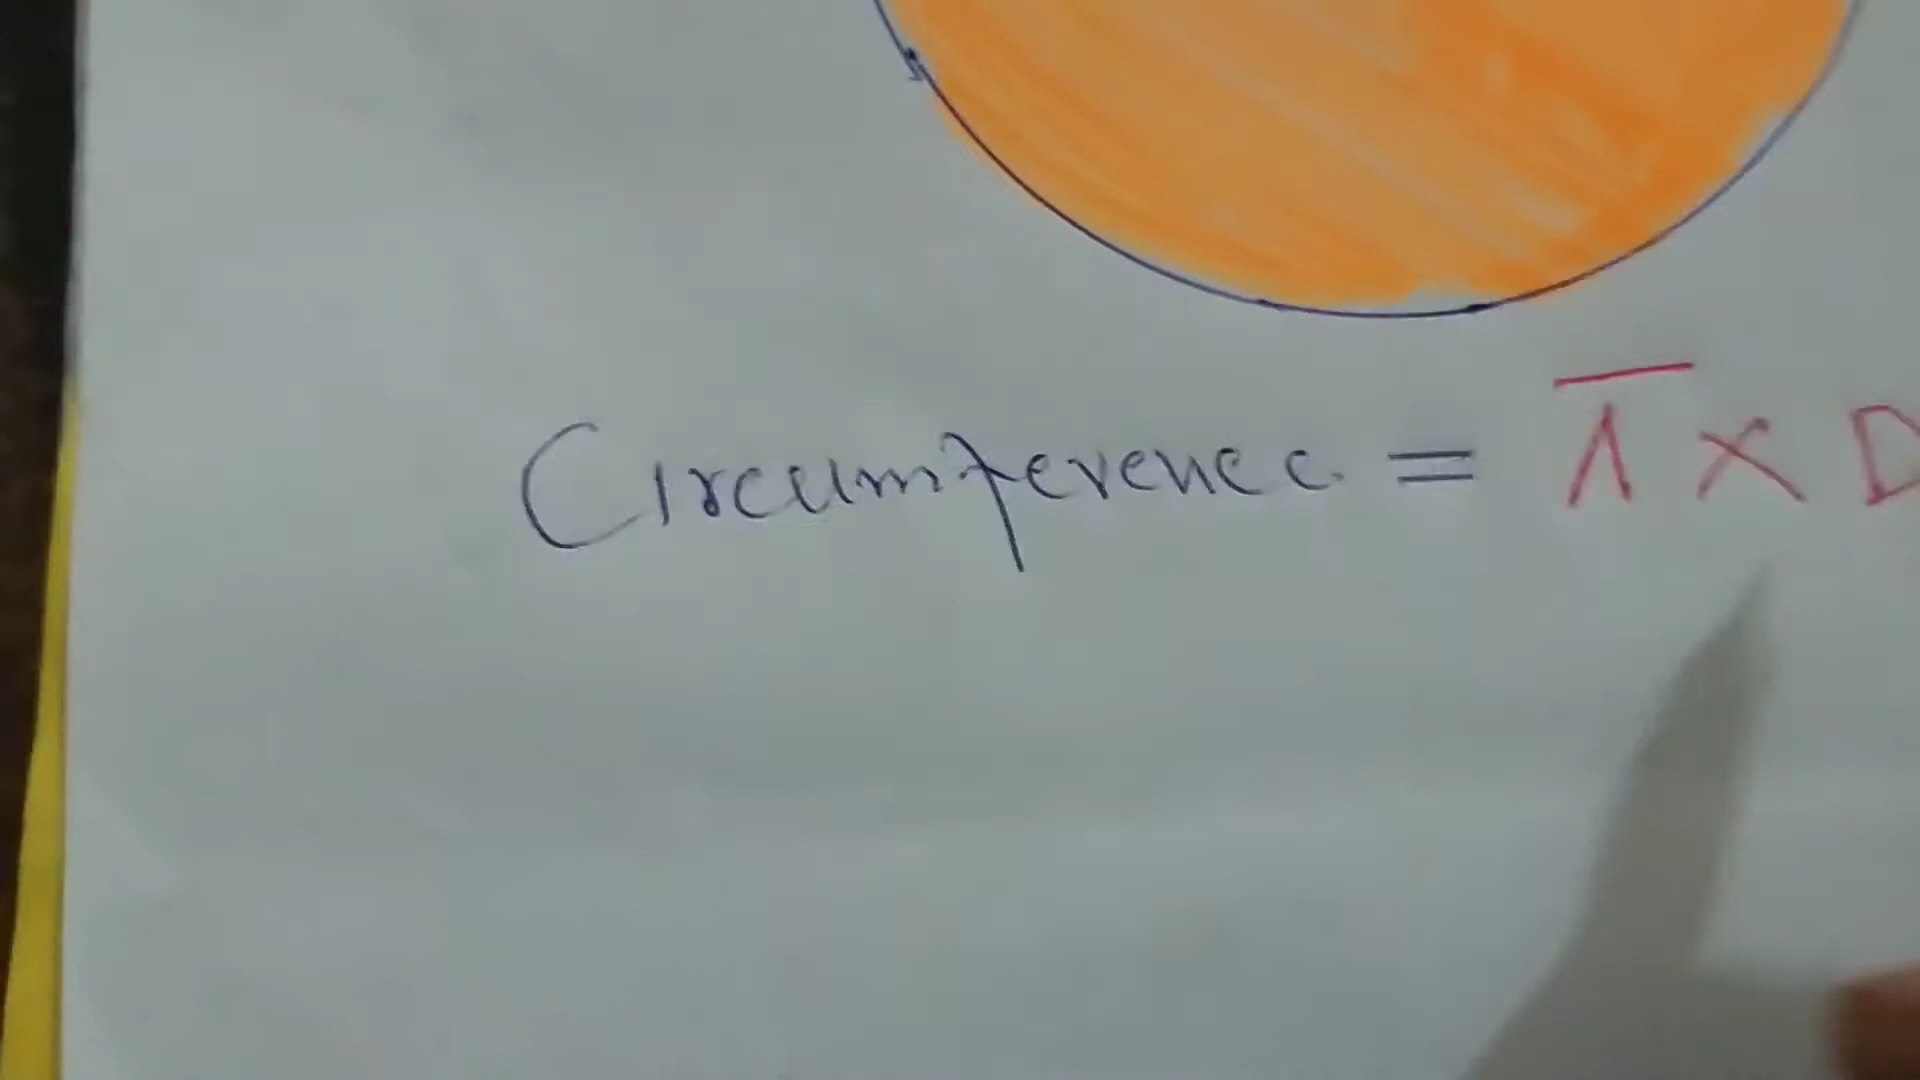 Circumference = π × D